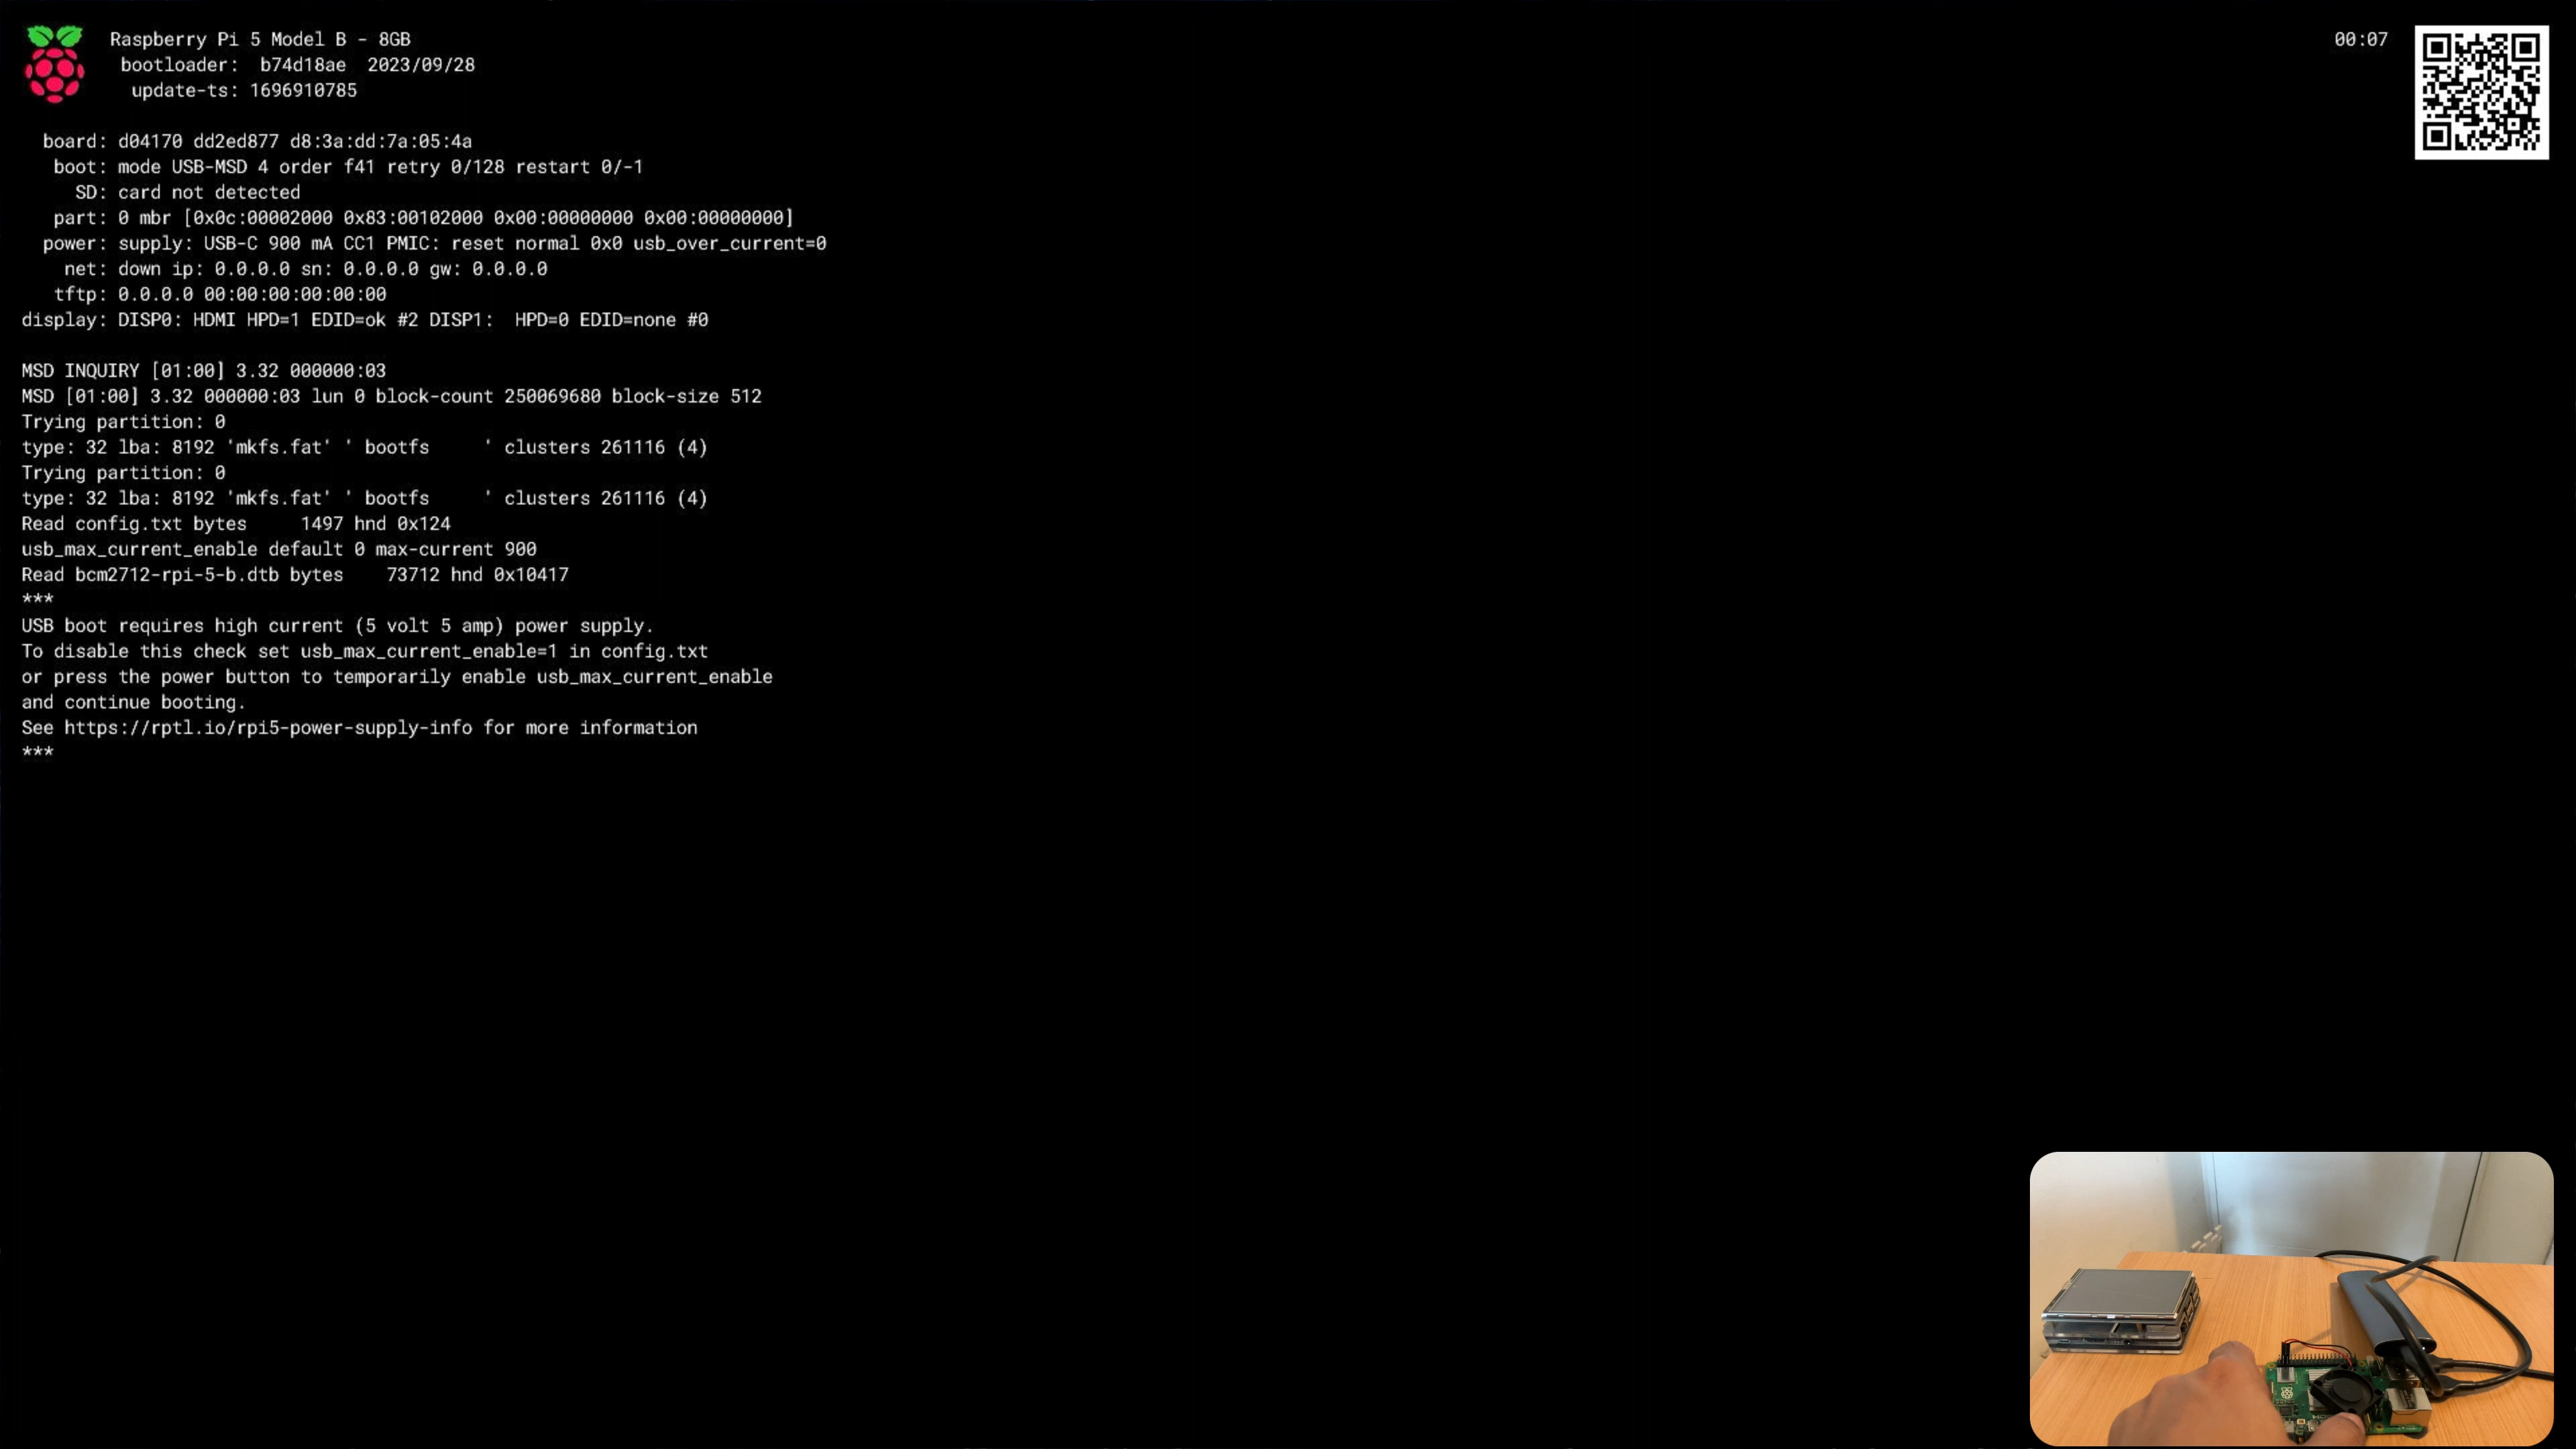 Raspberry Pi 5 Model B - 8GB
bootloader: b74d18ae 2023/09/28
update-ts: 1696910785
00:07
board: d04170 dd2ed877 d8:3a:dd:7a:05:4a
boot: mode USB-MSD 4 order f41 retry 0/128 restart 0/-1
SD: card not detected
part: 0 mbr [0x0c:00002000 0x83:00102000 0x00:00000000 0x00:00000000]
power: supply: USB-C 900 mA CC1 PMIC: reset normal 0x0 usb_over_current=0
net: down ip: 0.0.0.0 sn: 0.0.0.0 gw: 0.0.0.0
tftp: 0.0.0.0 00:00:00:00:00:00
display: DISP0: HDMI HPD=1 EDID=ok #2 DISP1: HPD=0 EDID=none #0
MSD INQUIRY [01:00] 3.32 000000:03
MSD [01:00] 3.32 000000:03 lun 0 block-count 250069680 block-size 512
Trying partition: 0
type: 32 lba: 8192 'mkfs.fat' ' bootfs ' clusters 261116 (4)
Trying partition: 0
type: 32 lba: 8192 'mkfs.fat' ' bootfs ' clusters 261116 (4)
Read config.txt bytes 1497 hnd 0x124
usb_max_current_enable default 0 max-current 900
Read bcm2712-rpi-5-b.dtb bytes 73712 hnd 0x10417
***
USB boot requires high current (5 volt 5 amp) power supply.
To disable this check set usb_max_current_enable=1 in config.txt
or press the power button to temporarily enable usb_max_current_enable
and continue booting.
See https://rptl.io/rpi5-power-supply-info for more information
***